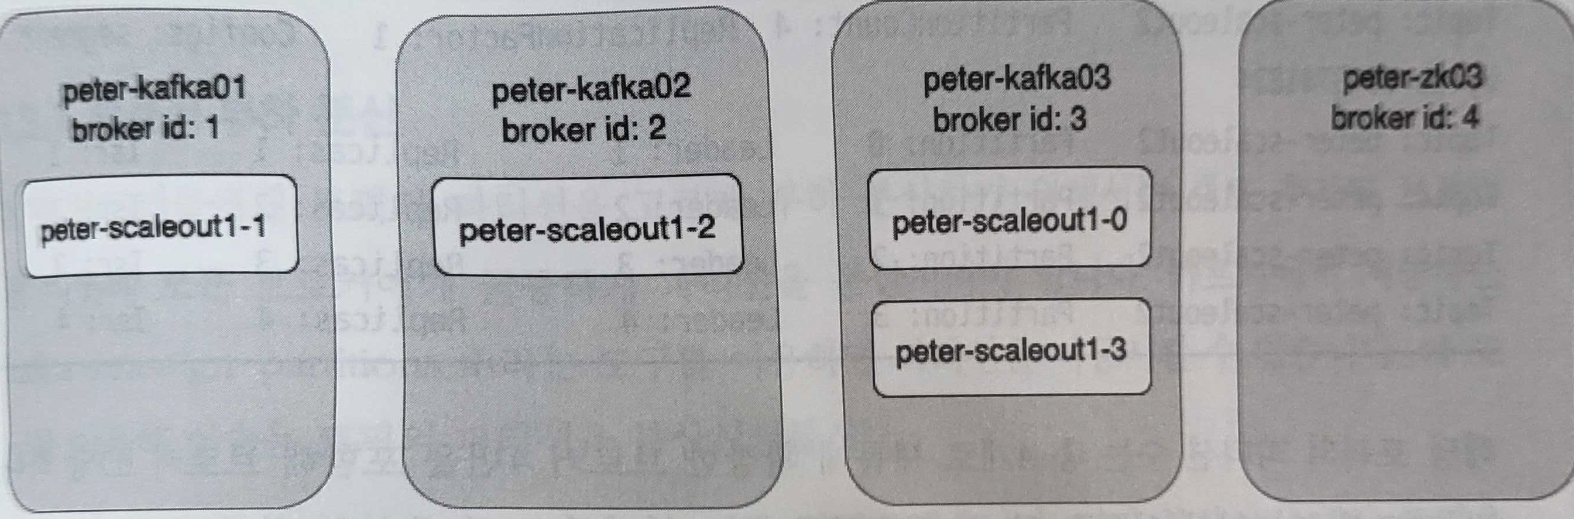 peter-kafka01
broker id: 1
peter-scaleout1-1
peter-kafka02
broker id: 2
peter-scaleout1-2
peter-kafka03
broker id: 3
peter-scaleout1-0
peter-scaleout1-3
peter-zk03
broker id: 4